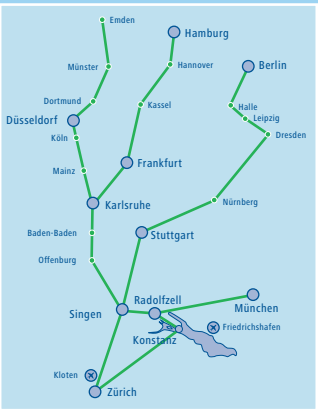 Emden
Hamburg
Münster
Hannover
Berlin
Dortmund
Kassel
Halle
Düsseldorf
Leipzig
Köln
Dresden
Mainz
Frankfurt
Karlsruhe
Nürnberg
Baden-Baden
Stuttgart
Offenburg
Radolfzell
München
Singen
Friedrichshafen
Konstanz
Kloten
Zürich